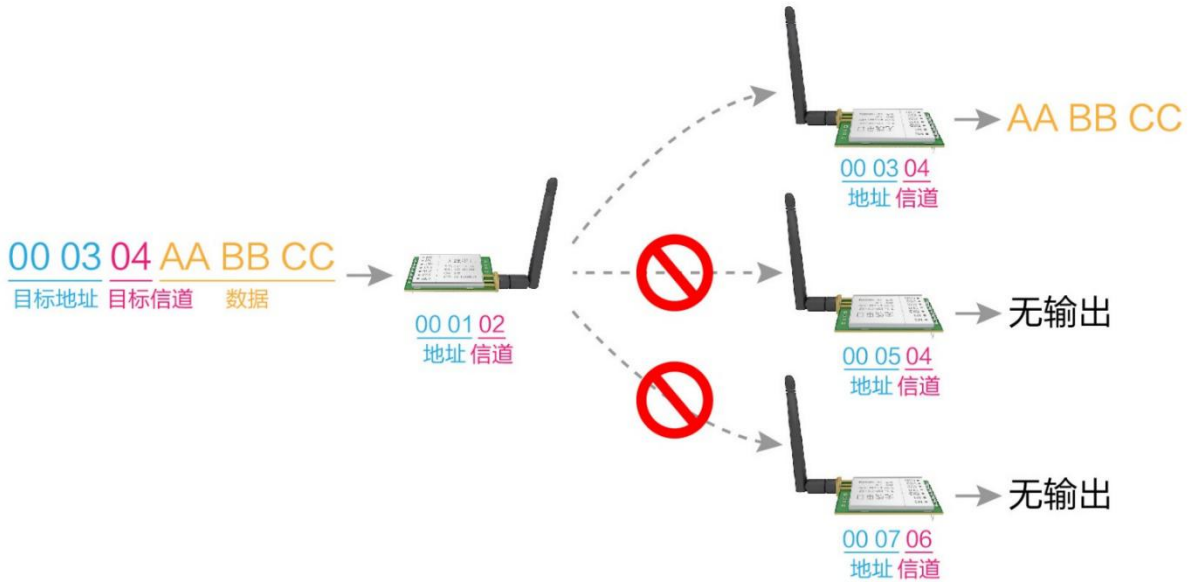 00 03 04 AA BB CC
目标地址 目标信道 数据
00 01 02
地址 信道
AA BB CC
00 03 04
地址 信道
无输出
00 05 04
地址 信道
无输出
00 07 06
地址 信道